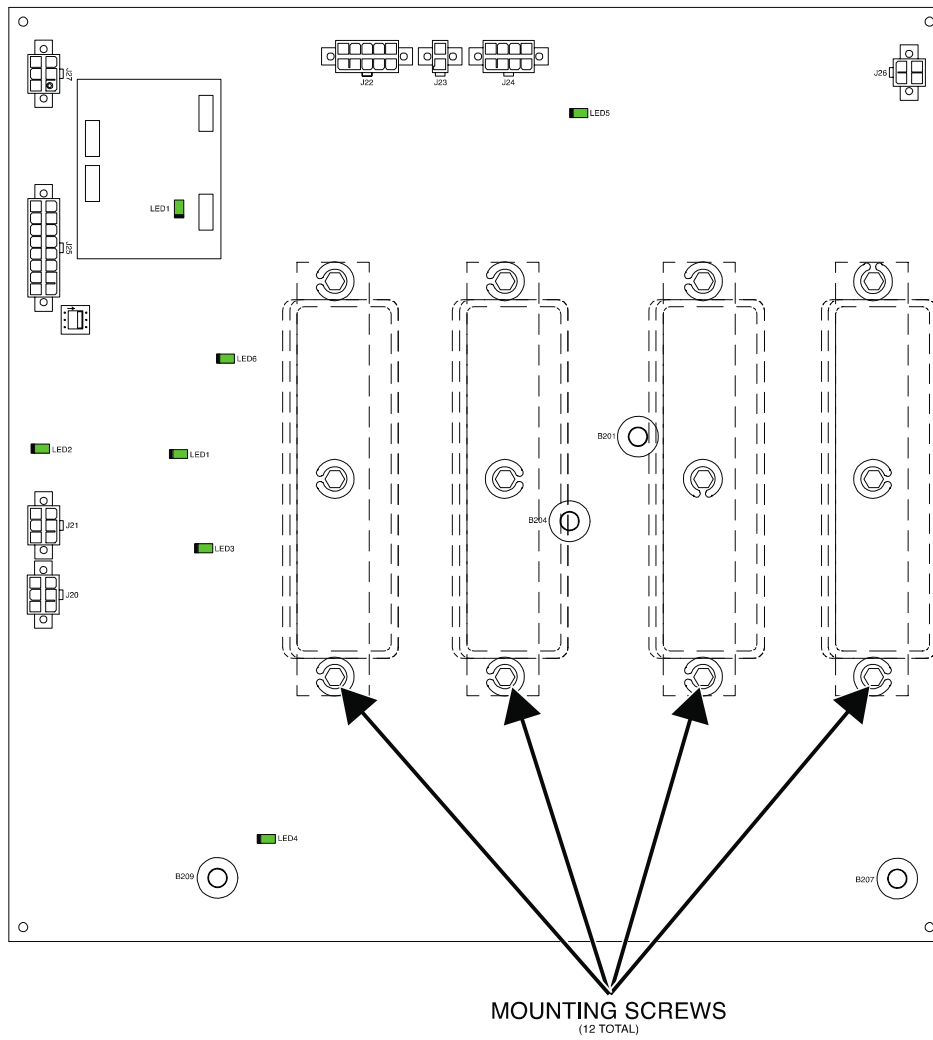 J22
J23
J24
J26
J27
LED5
LED1
J25
LED6
B201
LED2
LED1
B204
J21
LED3
J20
LED4
B209
B207
MOUNTING SCREWS
(12 TOTAL)